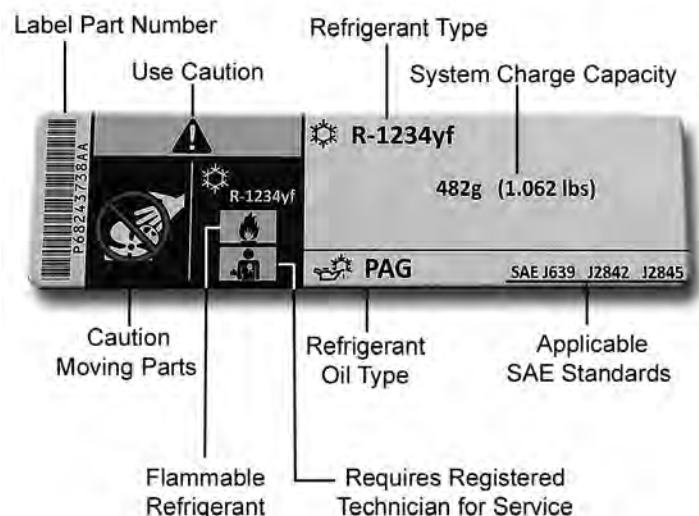 Label Part Number
Refrigerant Type
Use Caution
System Charge Capacity
P68243738AA
R-1234yf
R-1234yf
482g (1.062 lbs)
PAG
SAE J639 J2842 J2845
Caution
Moving Parts
Refrigerant
Oil Type
Applicable
SAE Standards
Flammable
Refrigerant
Requires Registered
Technician for Service